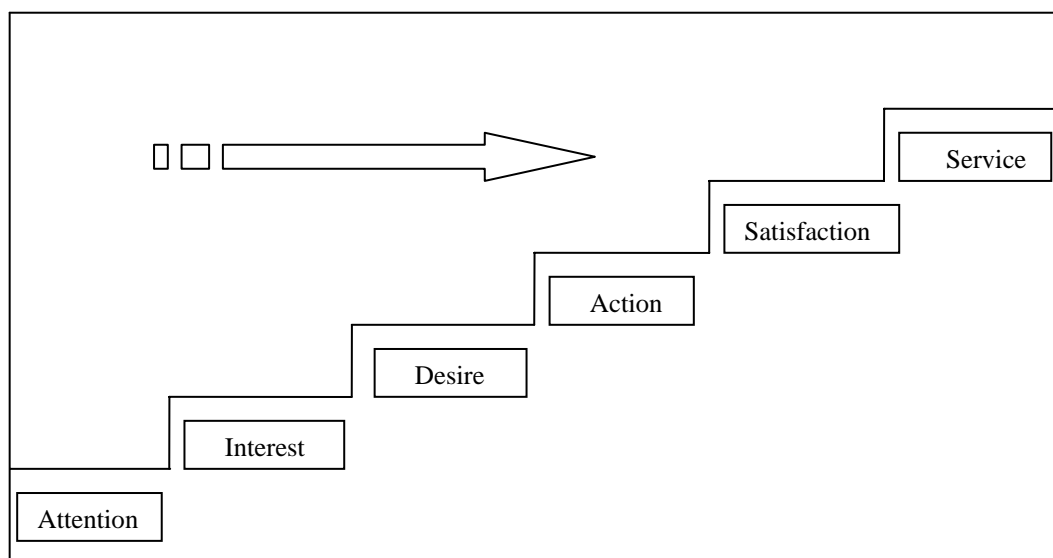 Service
Satisfaction
Action
Desire
Interest
Attention